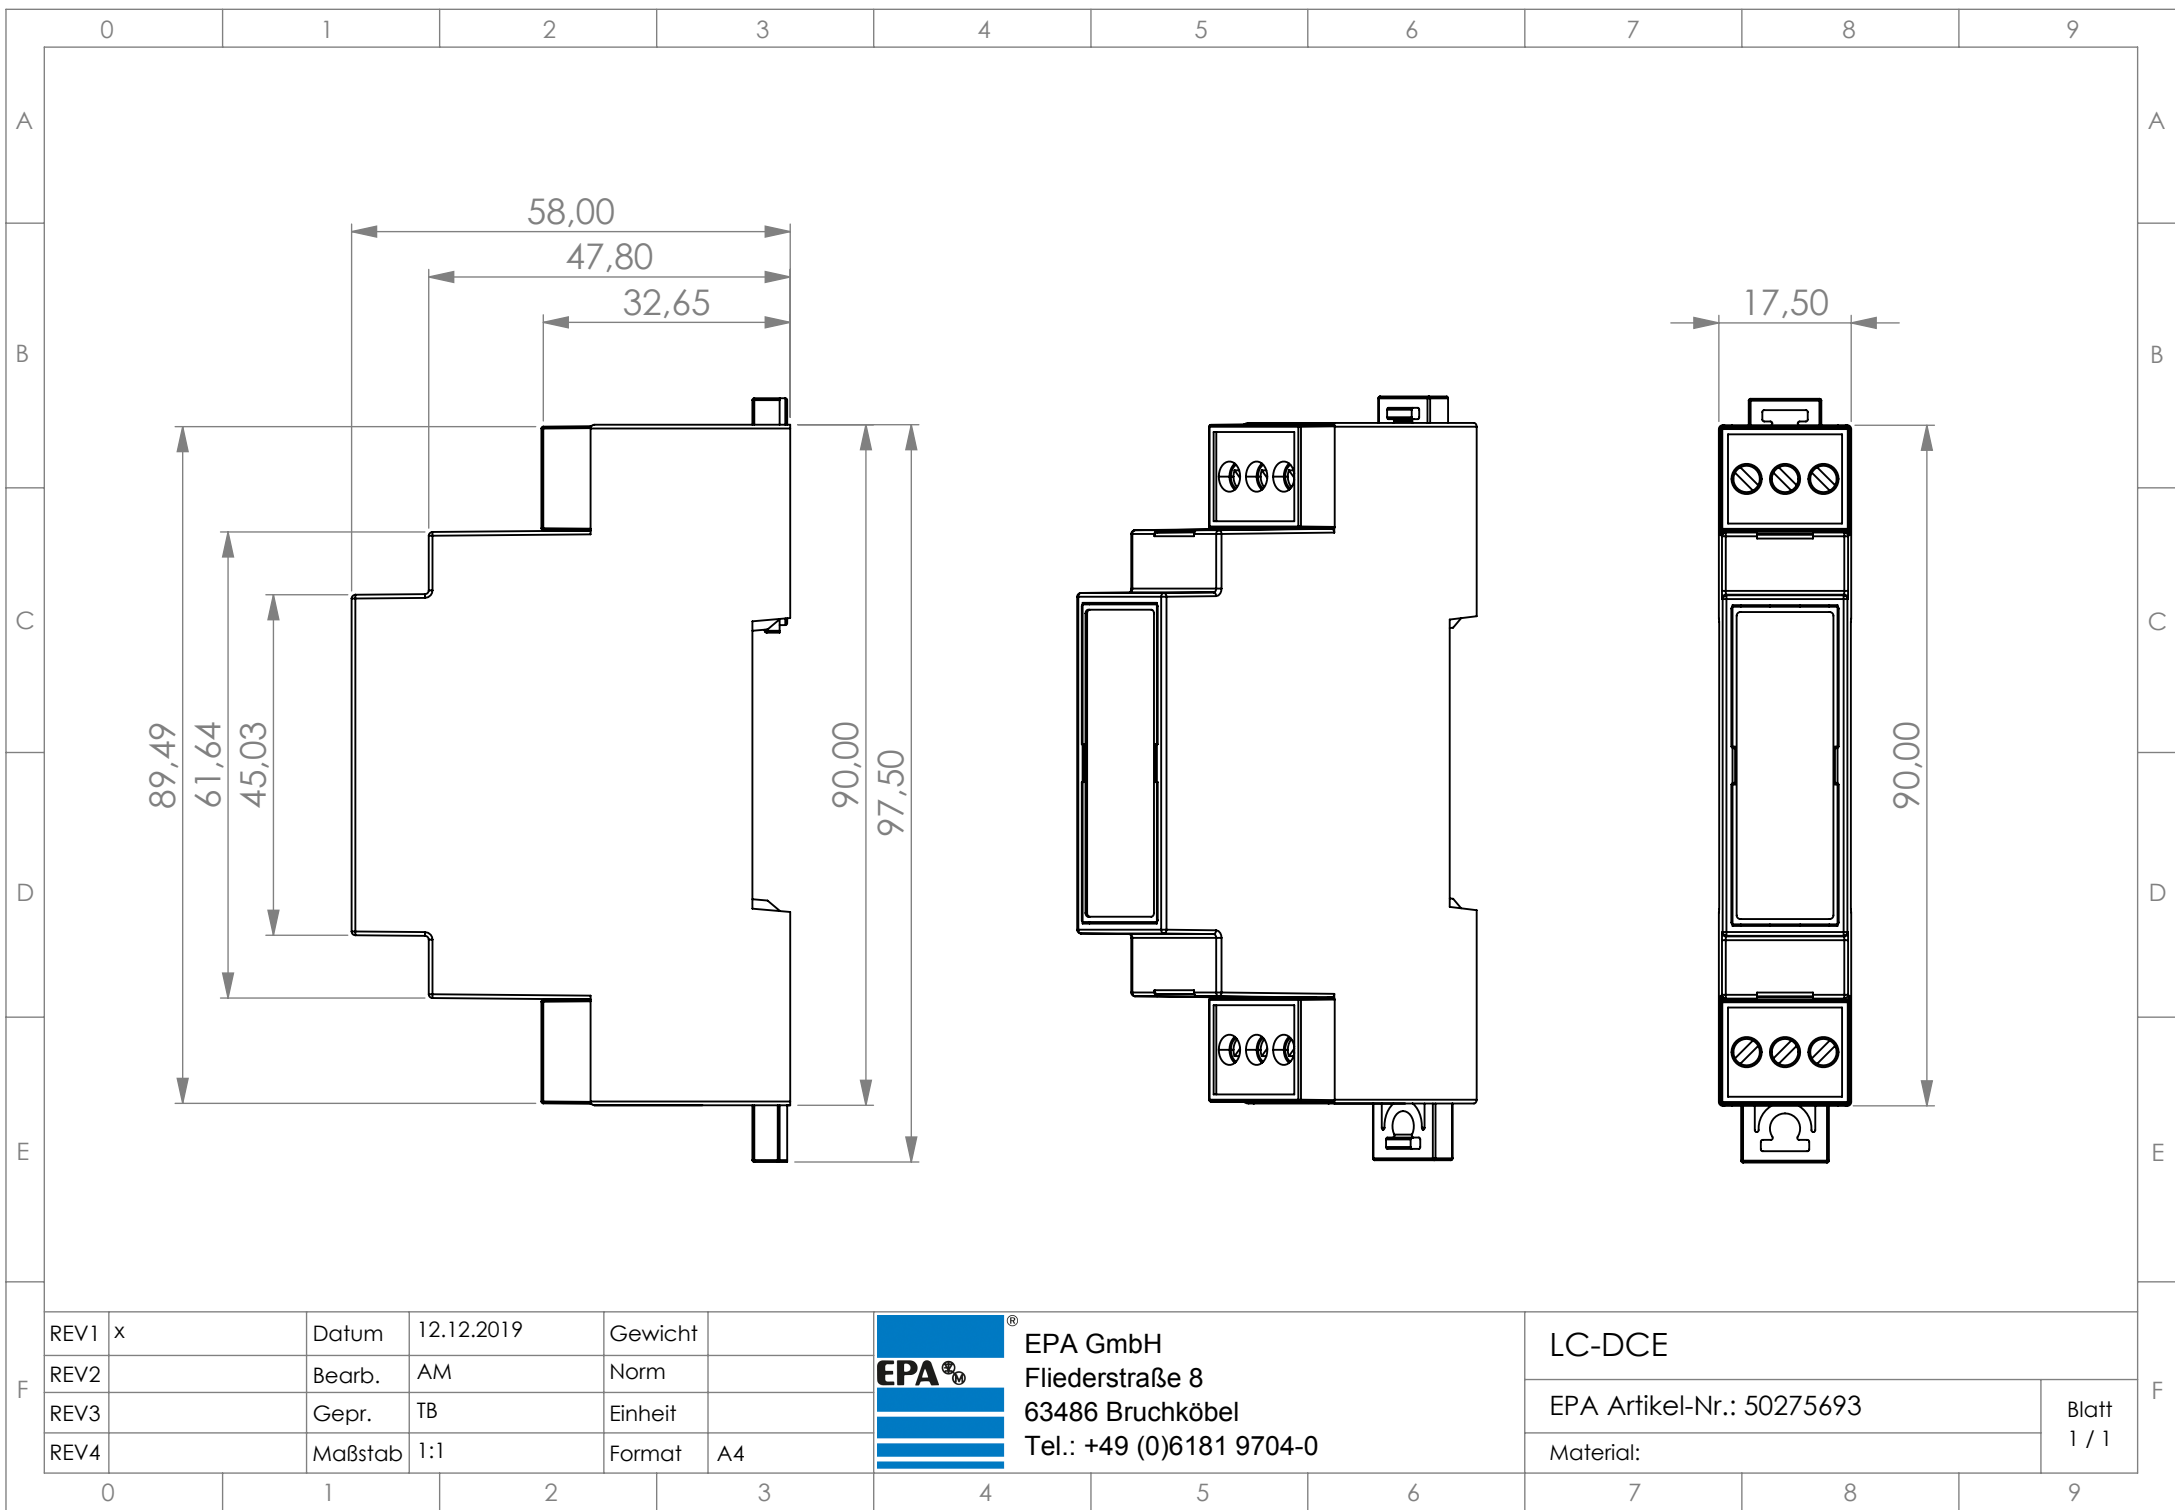 0 1 2 3 4 5 6 7 8 9
A A
58,00
47,80
32,65
17,50
B B
C C
89,49
61,64
45,03
90,00
97,50
90,00
D D
E E
REV1 x Datum 12.12.2019 Gewicht
REV2 Bearb. AM Norm
REV3 Gepr. TB Einheit
REV4 Maßstab 1:1 Format A4
®
EPA
EPA GmbH
Fliederstraße 8
63486 Bruchköbel
Tel.: +49 (0)6181 9704-0
LC-DCE
EPA Artikel-Nr.: 50275693
Material:
Blatt
1 / 1
F F
0 1 2 3 4 5 6 7 8 9